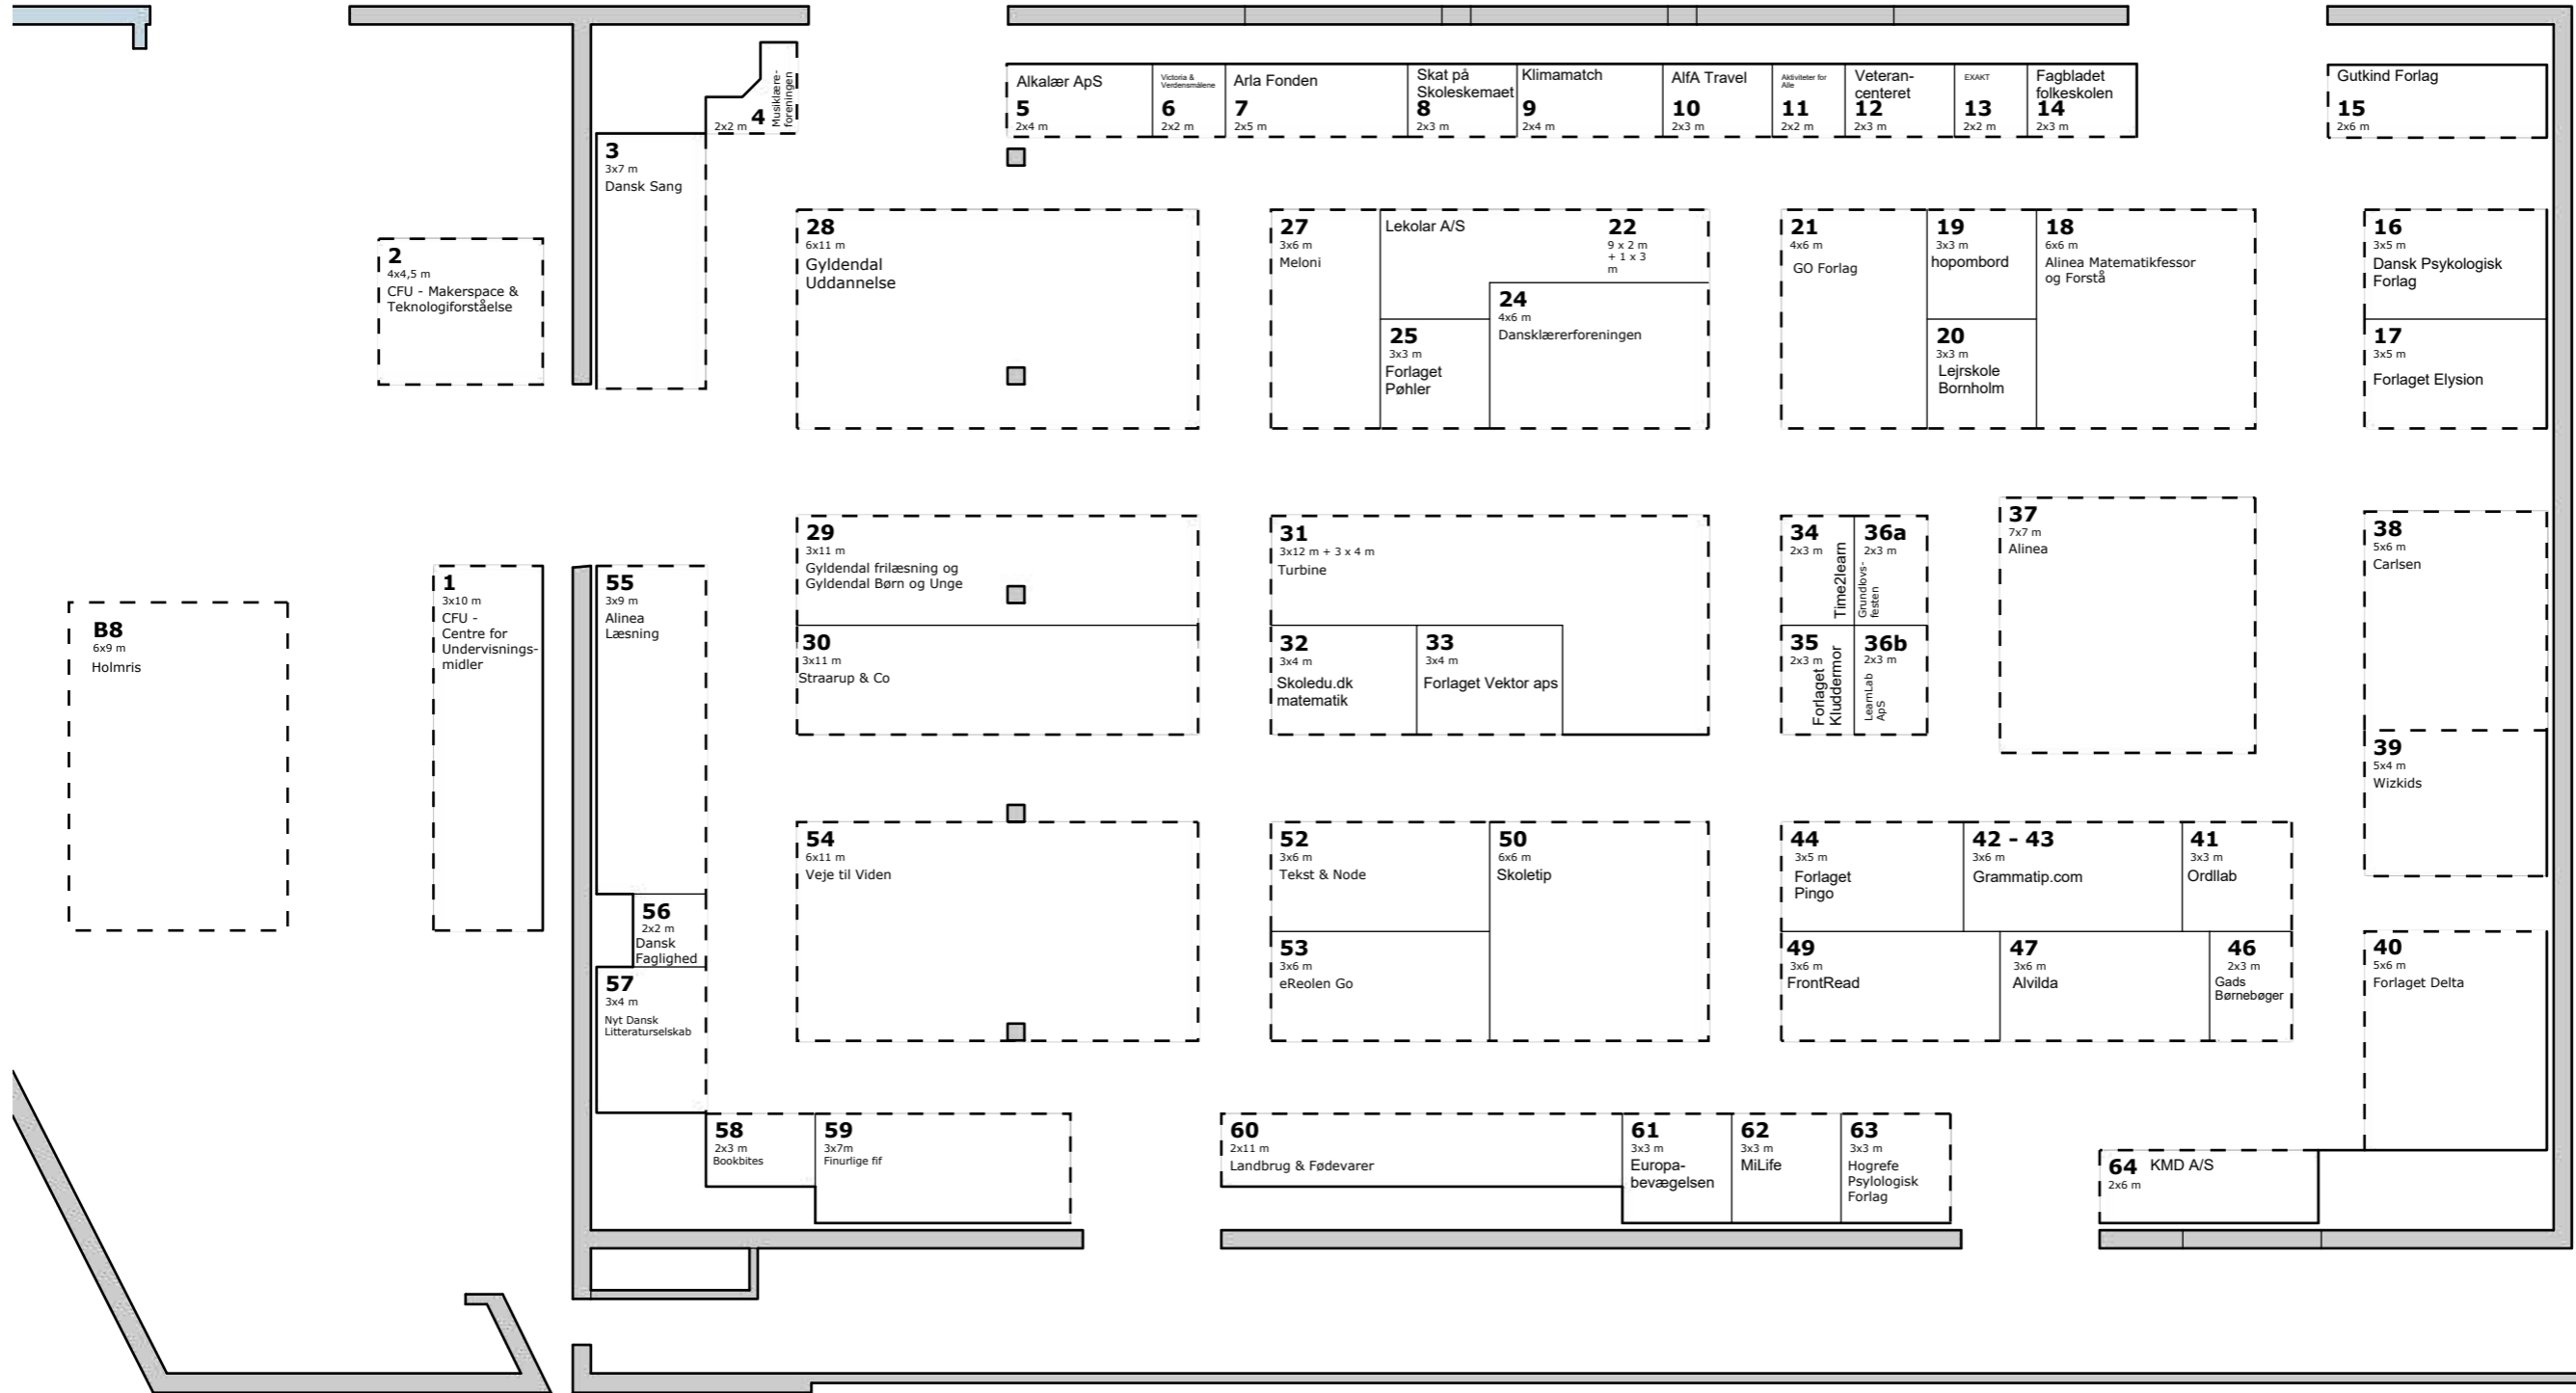 Alkalær ApS
5
2x4 m
Victoria &
Verdensmålene
6
2x2 m
Arla Fonden
7
2x5 m
Skat på
Skoleskemaet
8
2x3 m
Klimamatch
9
2x4 m
AlfA Travel
10
2x3 m
Aktiviteter for
Alle
11
2x2 m
Veteran-
centeret
12
2x3 m
EXAKT
13
2x2 m
Fagbladet
folkeskolen
14
2x3 m
Gutkind Forlag
15
2x6 m
2x2 m 4
Musiklærere-
foreningen
3
3x7 m
Dansk Sang
2
4x4,5 m
CFU - Makerspace &
Teknologiforståelse
28
6x11 m
Gyldendal
Uddannelse
27
3x6 m
Meloni
Lekolar A/S
22
9 x 2 m
+ 1 x 3
m
24
4x6 m
Dansklærerforeningen
25
3x3 m
Forlaget
Pøhler
21
4x6 m
GO Forlag
19
3x3 m
hopombord
20
3x3 m
Lejrskole
Bornholm
18
6x6 m
Alinea Matematikfessor
og Forstå
16
3x5 m
Dansk Psykologisk
Forlag
17
3x5 m
Forlaget Elysion
B8
6x9 m
Holmris
1
3x10 m
CFU -
Centre for
Undervisnings-
midler
55
3x9 m
Alinea
Læsning
29
3x11 m
Gyldendal frilæsning og
Gyldendal Børn og Unge
30
3x11 m
Straarup & Co
31
3x12 m + 3 x 4 m
Turbine
32
3x4 m
Skoledu.dk
matematik
33
3x4 m
Forlaget Vektor aps
34
2x3 m
Time2learn
36a
2x3 m
Grundlovs-
festen
35
2x3 m
Forlaget
Kluddermor
36b
2x3 m
LearnLab
ApS
37
7x7 m
Alinea
38
5x6 m
Carlsen
39
5x4 m
Wizkids
56
2x2 m
Dansk
Faglighed
57
3x4 m
Nyt Dansk
Litteraturselskab
54
6x11 m
Veje til Viden
52
3x6 m
Tekst & Node
53
3x6 m
eReolen Go
50
6x6 m
Skoletip
44
3x5 m
Forlaget
Pingo
42 - 43
3x6 m
Grammatip.com
41
3x3 m
Ordllab
49
3x6 m
FrontRead
47
3x6 m
Alvilda
46
2x3 m
Gads
Børnebøger
40
5x6 m
Forlaget Delta
58
2x3 m
Bookbites
59
3x7m
Finurlige fif
60
2x11 m
Landbrug & Fødevarer
61
3x3 m
Europa-
bevægelsen
62
3x3 m
MiLife
63
3x3 m
Hogrefe
Psylologisk
Forlag
64 KMD A/S
2x6 m